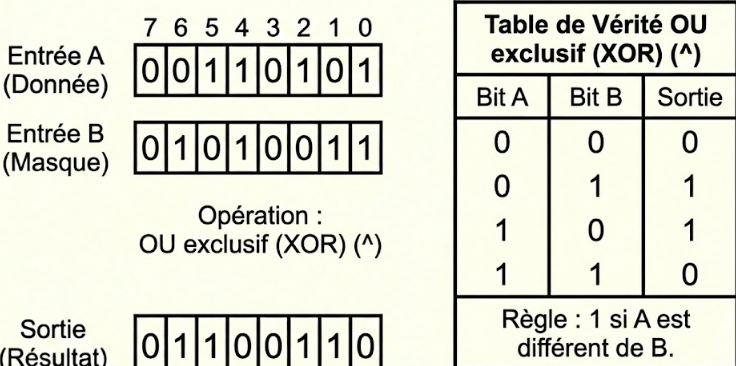 7 6 5 4 3 2 1 0
Entrée A
(Donnée)
0 0 1 1 0 1 0 1
Entrée B
(Masque)
0 1 0 1 0 0 1 1
Opération :
OU exclusif (XOR) (^)
Sortie
(Résultat)
0 1 1 0 0 1 1 0
Table de Vérité OU
exclusif (XOR) (^)
Bit A Bit B Sortie
0 0 0
0 1 1
1 0 1
1 1 0
Règle : 1 si A est
différent de B.